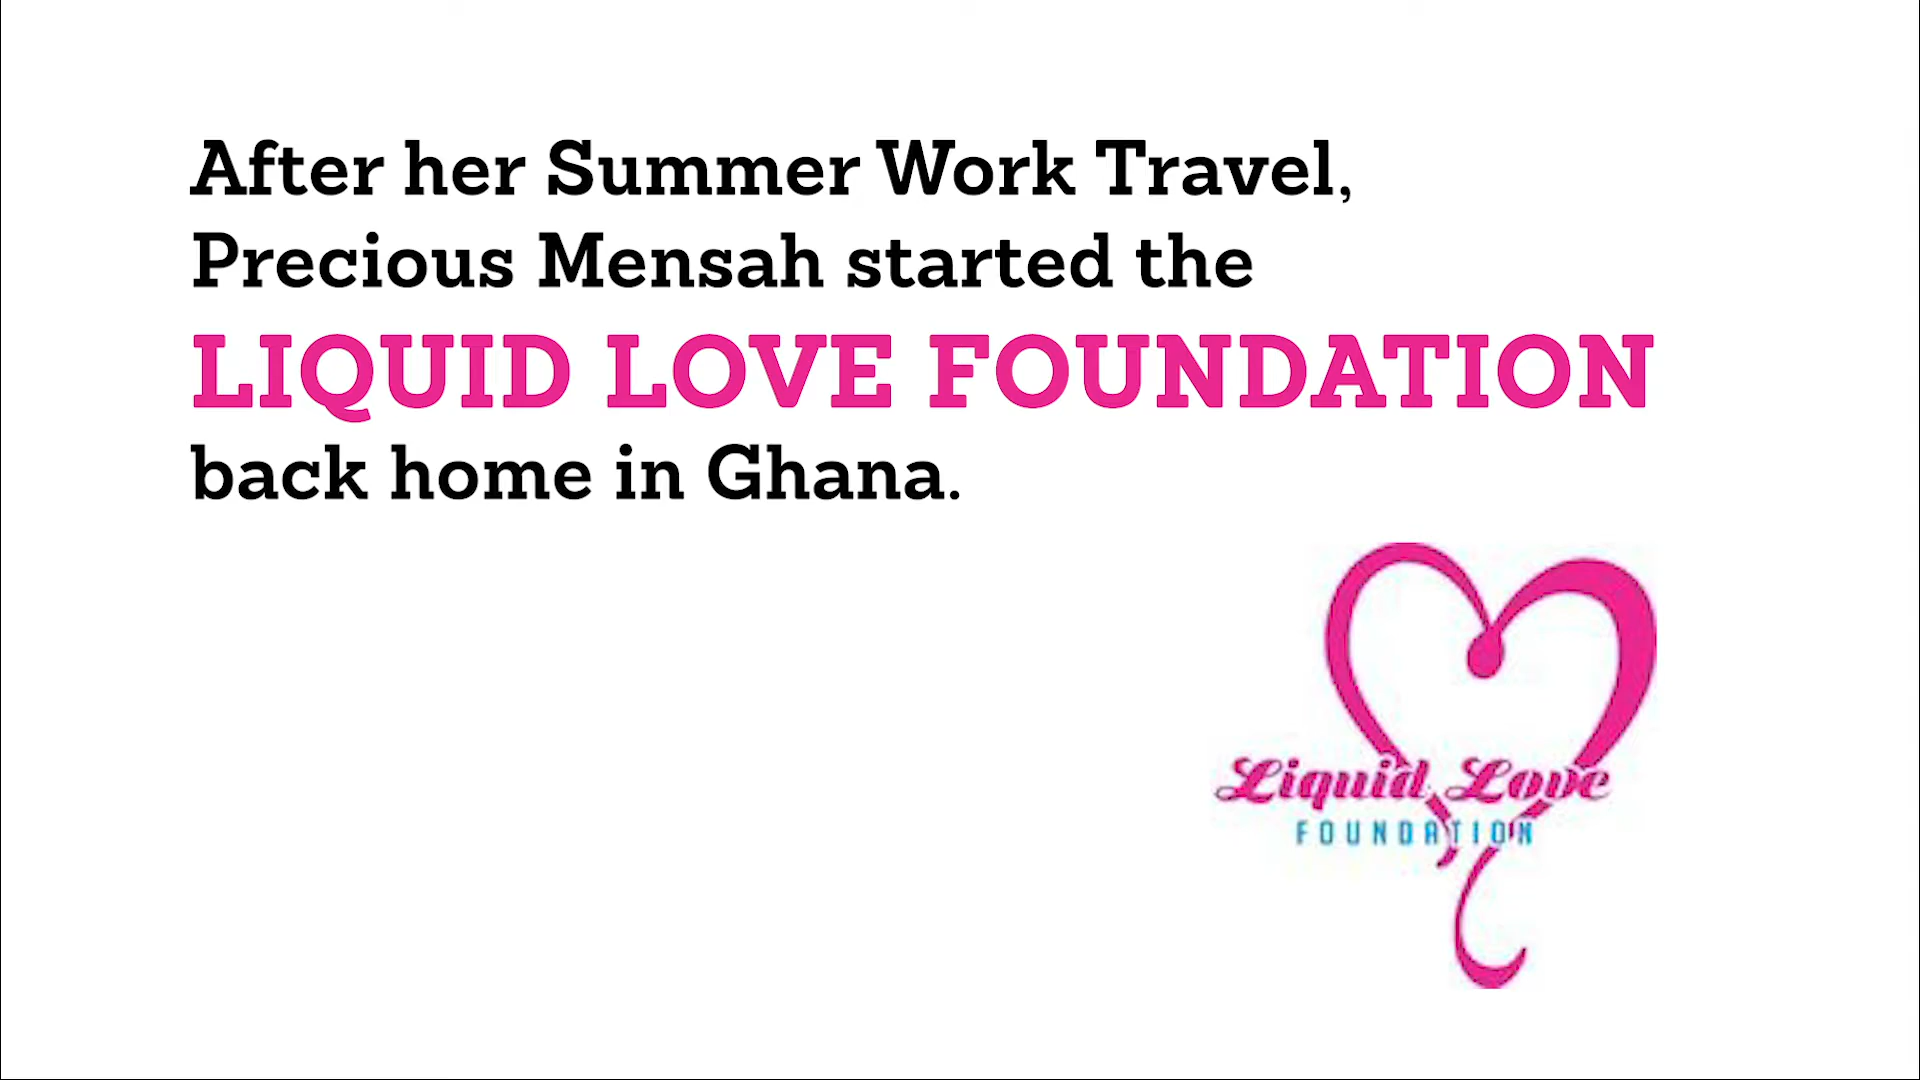 After her Summer Work Travel,
Precious Mensah started the
LIQUID LOVE FOUNDATION
back home in Ghana.
Liquid Love
FOUNDATION